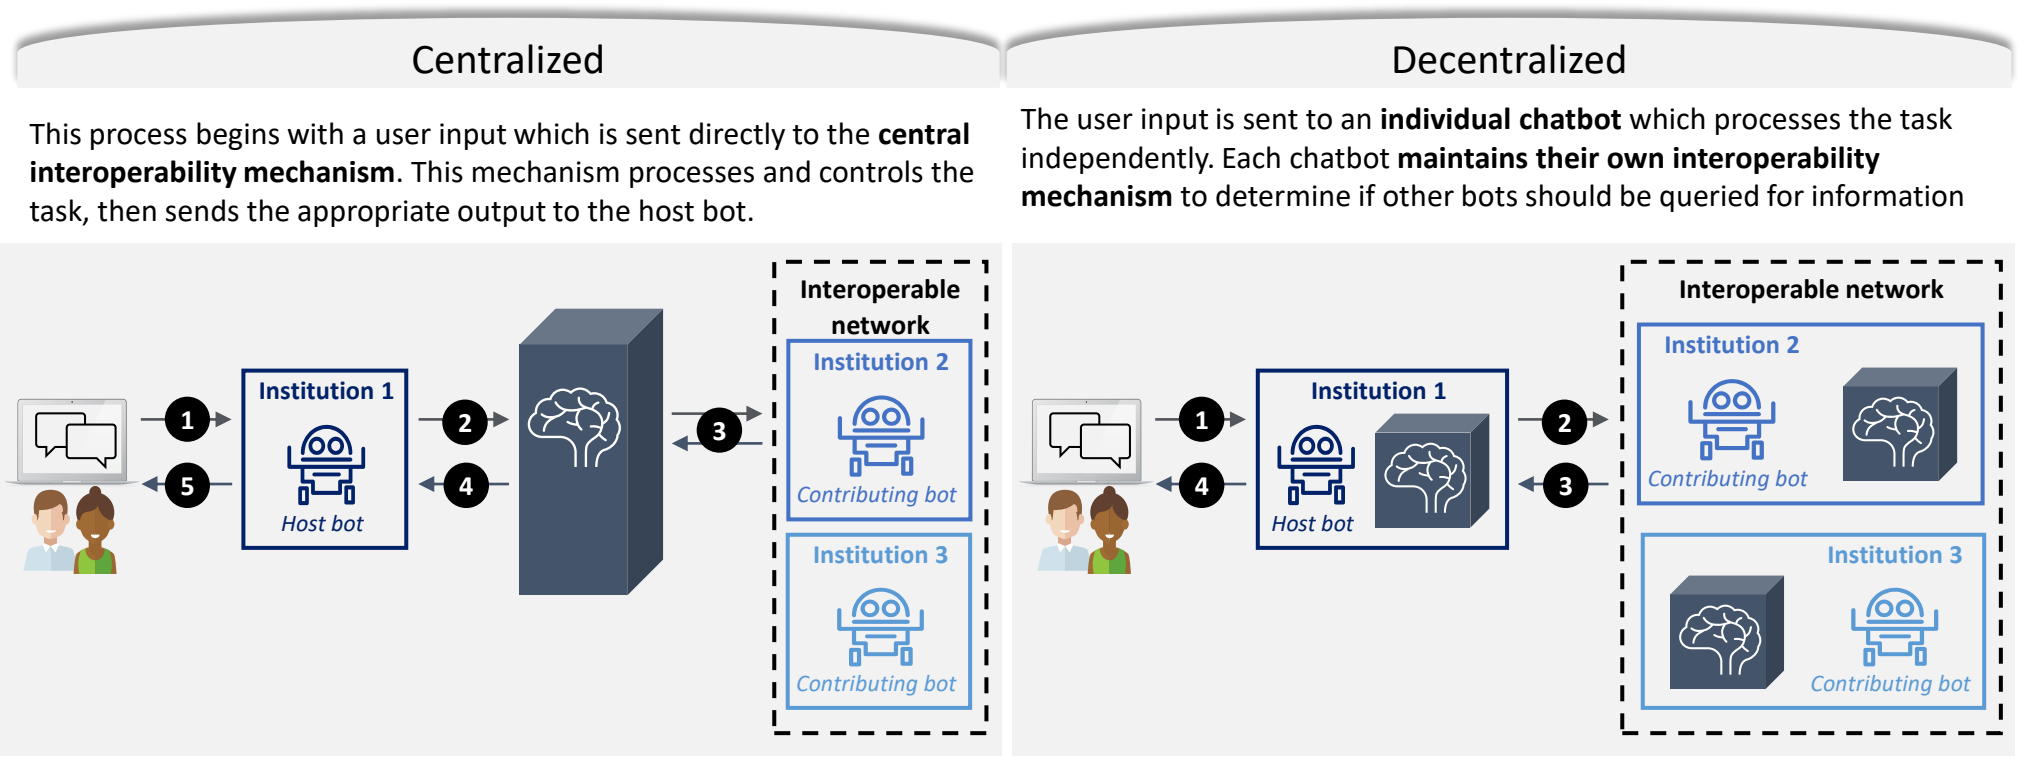 Centralized
This process begins with a user input which is sent directly to the central
interoperability mechanism. This mechanism processes and controls the
task, then sends the appropriate output to the host bot.
Interoperable
network
Institution 2
Institution 1
1
2
3
5
4
Contributing bot
Host bot
Institution 3
Contributing bot
Decentralized
The user input is sent to an individual chatbot which processes the task
independently. Each chatbot maintains their own interoperability
mechanism to determine if other bots should be queried for information
Interoperable network
Institution 2
Institution 1
1
2
Contributing bot
4
3
Host bot
Institution 3
Contributing bot